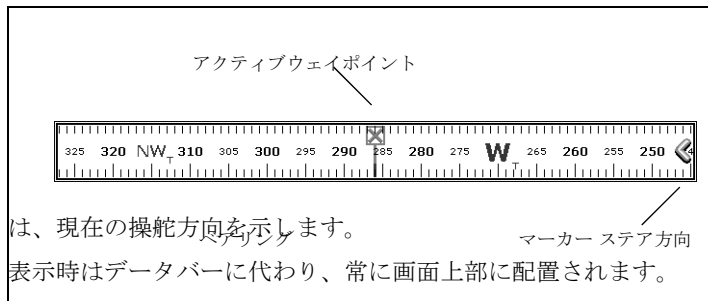 アクティブウェイポイント
325 320 NWT 310 305 300 295 290 285 280 275 WT 265 260 255 250
は、現在の操舵方向を示します。
ベアリング
マーカー ステア方向
表示時はデータバーに代わり、常に画面上部に配置されます。